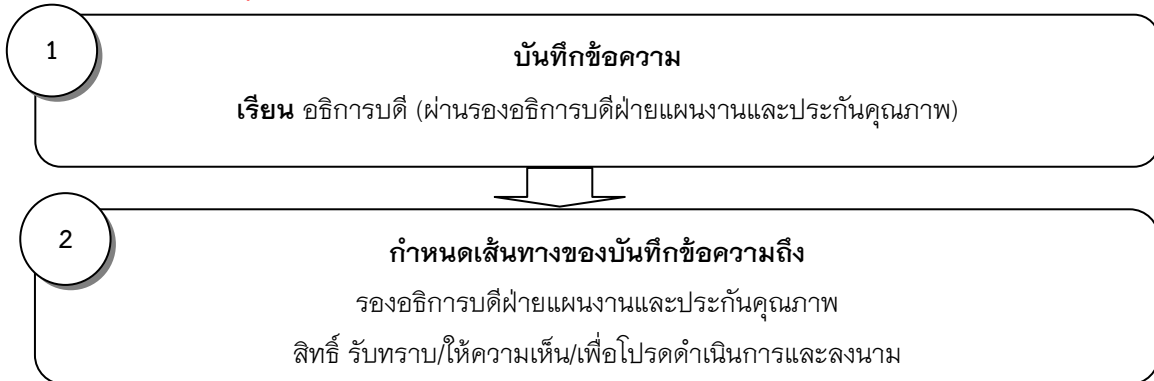 1
บันทึกข้อความ
เรียน อธิการบดี (ผ่านรองอธิการบดีฝ่ายแผนงานและประกันคุณภาพ)
2
กำหนดเส้นทางของบันทึกข้อความถึง
รองอธิการบดีฝ่ายแผนงานและประกันคุณภาพ
สิทธิ์ รับทราบ/ให้ความเห็น/เพื่อโปรดดำเนินการและลงนาม